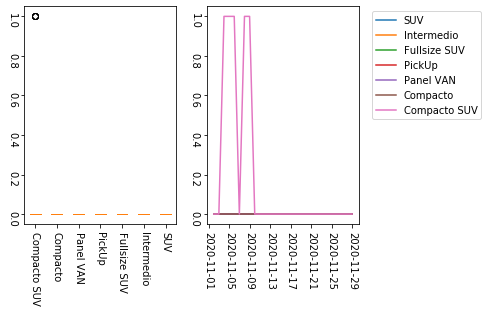 SUV
Intermedio
Fullsize SUV
PickUp
Panel VAN
Compacto
Compacto SUV
1.0
0.8
0.6
0.4
0.2
0.0
Compacto SUV
Compacto
Panel VAN
PickUp
Fullsize SUV
Intermedio
SUV
1.0
0.8
0.6
0.4
0.2
0.0
2020-11-01
2020-11-05
2020-11-09
2020-11-13
2020-11-17
2020-11-21
2020-11-25
2020-11-29